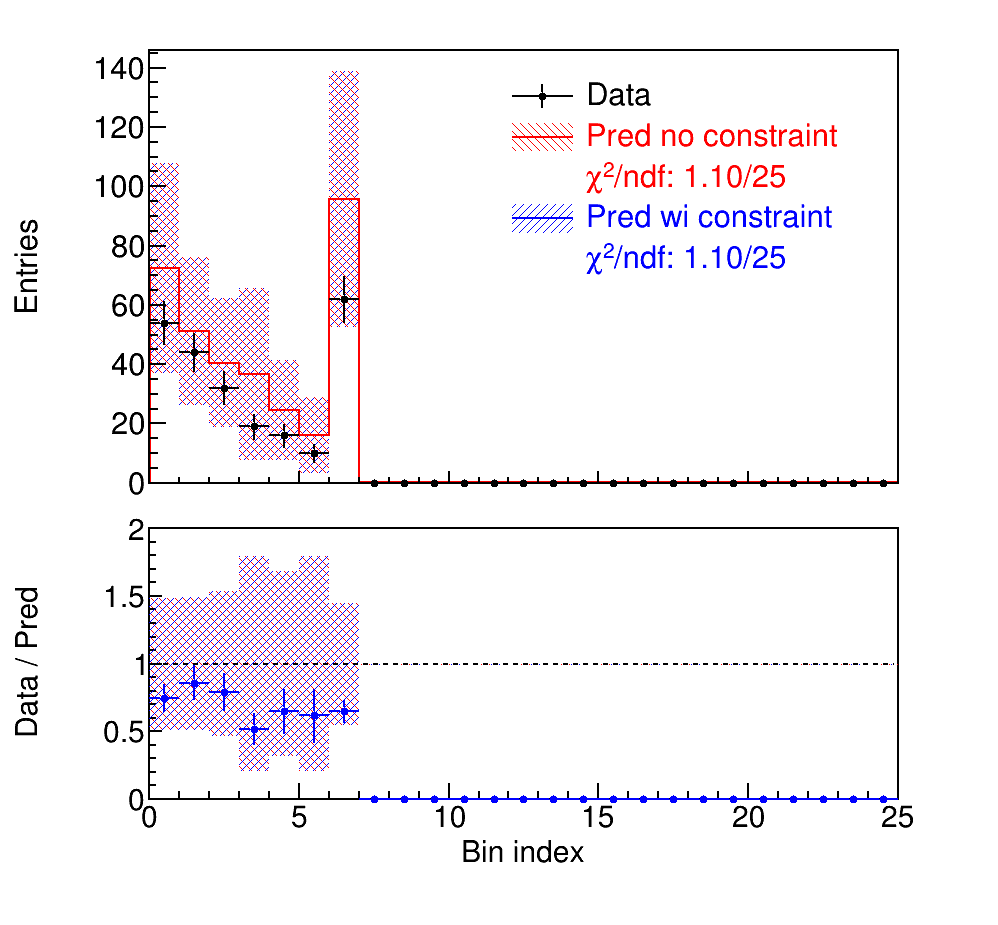 140
120
100
80
60
40
20
0
Entries
Data
Pred no constraint
χ²/ndf: 1.10/25
Pred wi constraint
χ²/ndf: 1.10/25
2
1.5
1
0.5
0
Data / Pred
0 5 10 15 20 25
Bin index